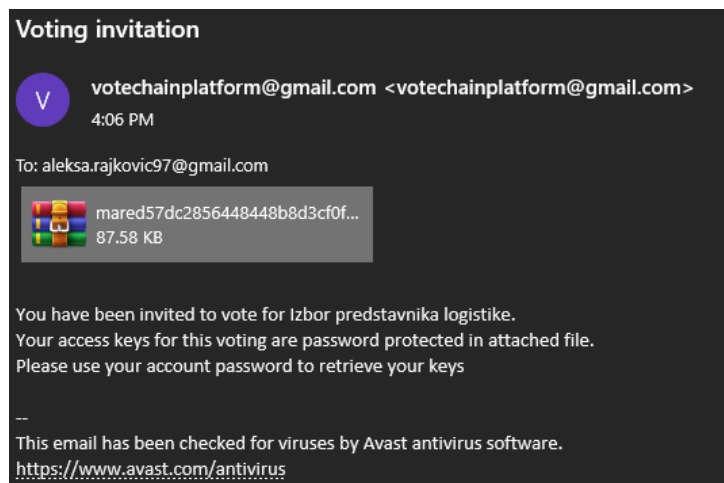 Voting invitation
V
votechainplatform@gmail.com <votechainplatform@gmail.com>
4:06 PM
To: aleksa.rajkovic97@gmail.com
mared57dc2856448448b8d3cf0f...
87.58 KB
You have been invited to vote for Izbor predstavnika logistike.
Your access keys for this voting are password protected in attached file.
Please use your account password to retrieve your keys
--
This email has been checked for viruses by Avast antivirus software.
https://www.avast.com/antivirus